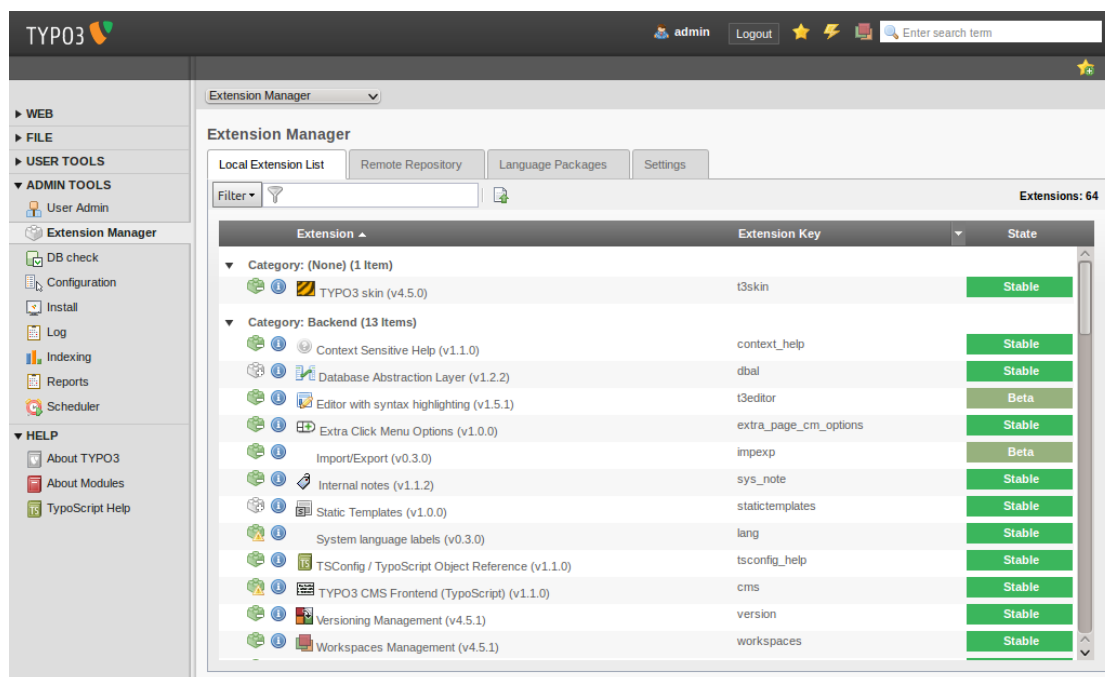 TYPO3
admin Logout Enter search term
Extension Manager
WEB
FILE
USER TOOLS
ADMIN TOOLS
User Admin
Extension Manager
DB check
Configuration
Install
Log
Indexing
Reports
Scheduler
HELP
About TYPO3
About Modules
TypoScript Help
Extension Manager
Local Extension List Remote Repository Language Packages Settings
Filter Extensions: 64
Extension Extension Key State
Category: (None) (1 Item)
TYPO3 skin (v4.5.0) t3skin Stable
Category: Backend (13 Items)
Context Sensitive Help (v1.1.0) context_help Stable
Database Abstraction Layer (v1.2.2) dbal Stable
Editor with syntax highlighting (v1.5.1) t3editor Beta
Extra Click Menu Options (v1.0.0) extra_page_cm_options Stable
Import/Export (v0.3.0) impexp Beta
Internal notes (v1.1.2) sys_note Stable
Static Templates (v1.0.0) statictemplates Stable
System language labels (v0.3.0) lang Stable
TSConfig / TypoScript Object Reference (v1.1.0) tsconfig_help Stable
TYPO3 CMS Frontend (TypoScript) (v1.1.0) cms Stable
Versioning Management (v4.5.1) version Stable
Workspaces Management (v4.5.1) workspaces Stable